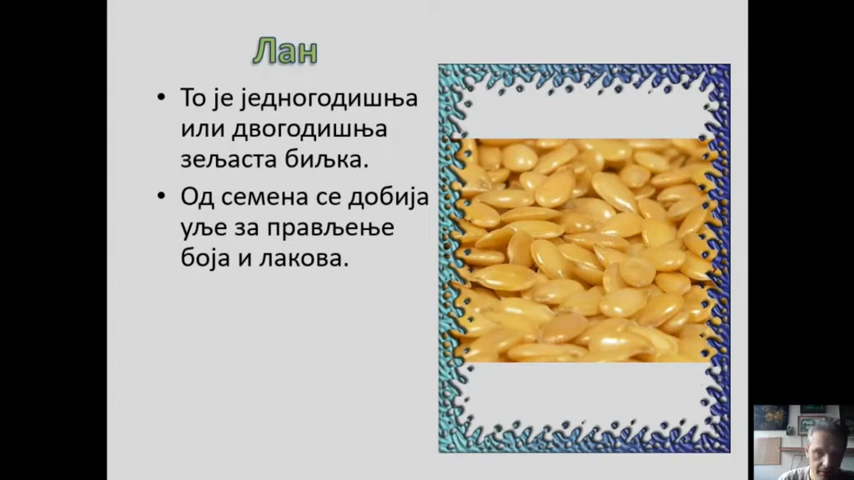 Лан
• То је једногодишња
или двогодишња
зељаста биљка.
• Од семена се добија
уље за прављење
боја и лакова.